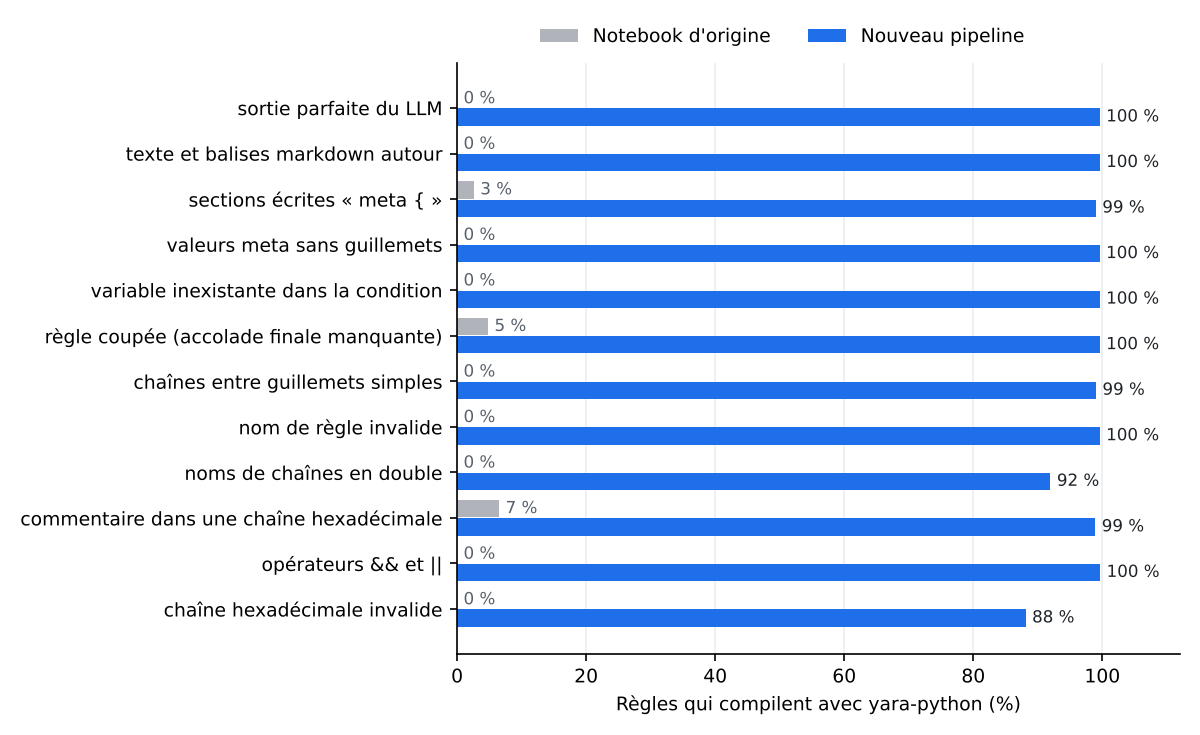 Notebook d'origine Nouveau pipeline
sortie parfaite du LLM 0 % 100 %
texte et balises markdown autour 0 % 100 %
sections écrites « meta { » 3 % 99 %
valeurs meta sans guillemets 0 % 100 %
variable inexistante dans la condition 0 % 100 %
règle coupée (accolade finale manquante) 5 % 100 %
chaînes entre guillemets simples 0 % 99 %
nom de règle invalide 0 % 100 %
noms de chaînes en double 0 % 92 %
commentaire dans une chaîne hexadécimale 7 % 99 %
opérateurs && et || 0 % 100 %
chaîne hexadécimale invalide 0 % 88 %
0 20 40 60 80 100
Règles qui compilent avec yara-python (%)